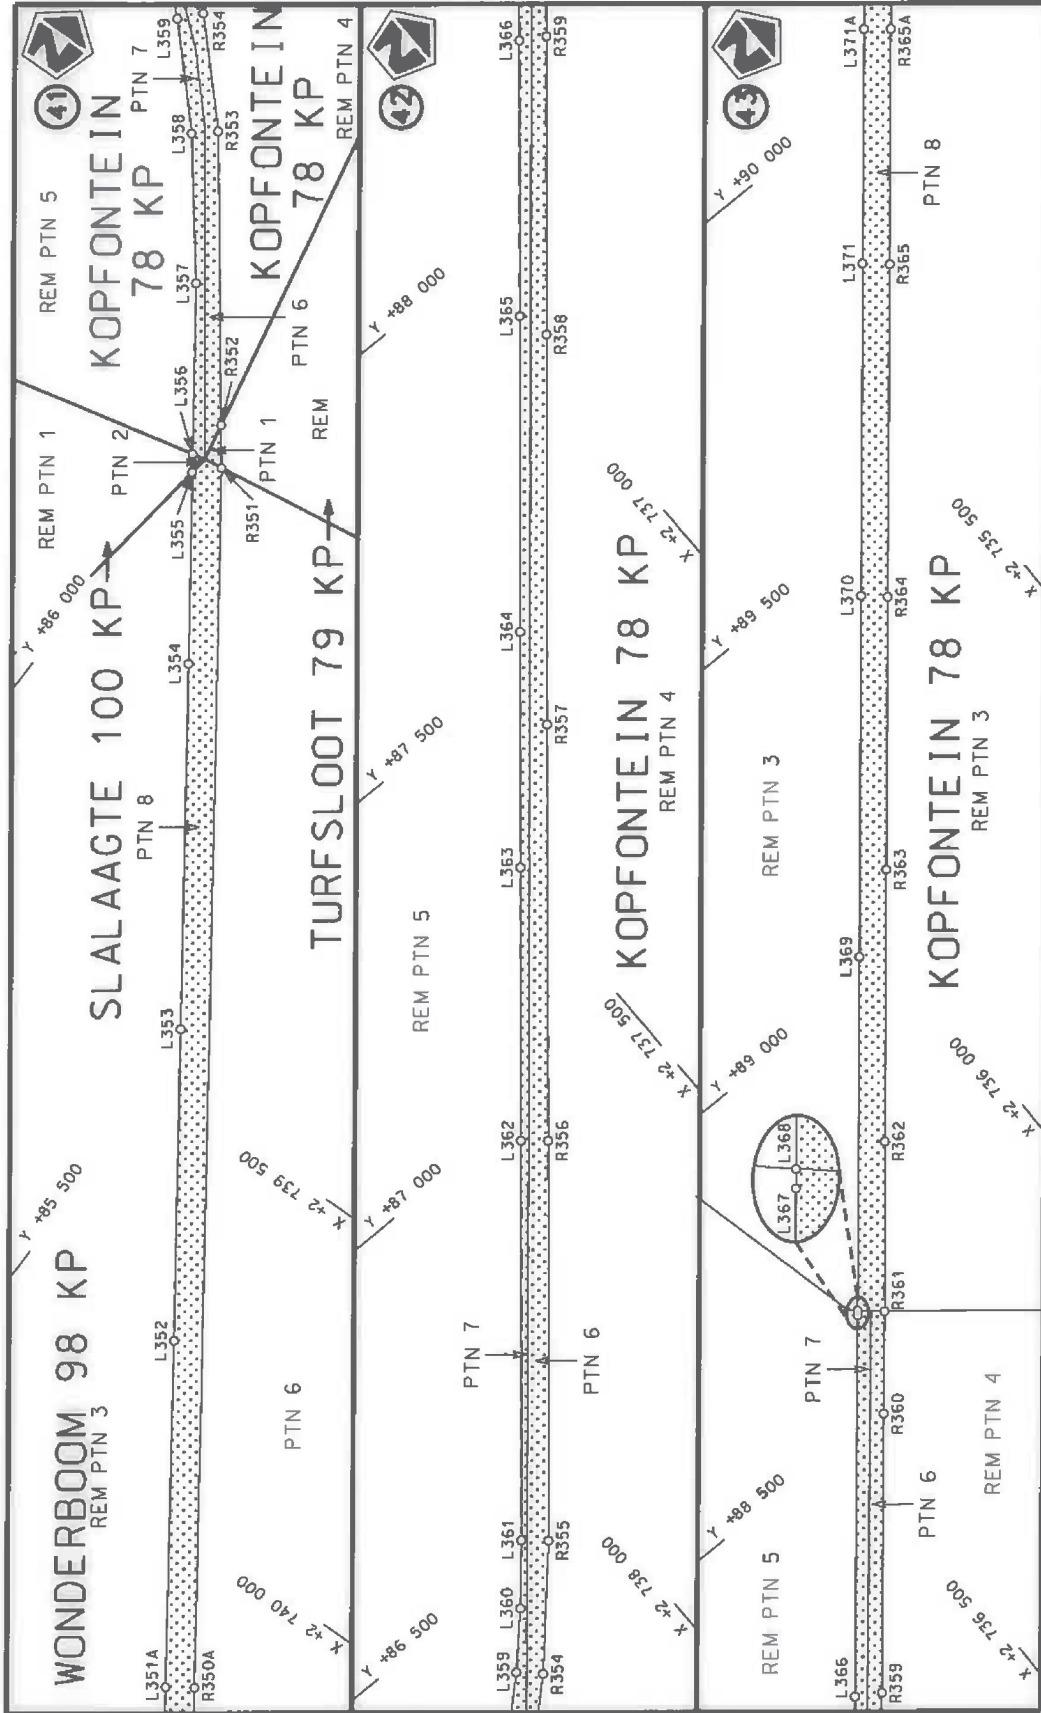 41
WONDERBOOM 98 KP
REM PTN 3
Y +85 500
SLALAAGTE 100 KP
Y +86 000
REM PTN 1
PTN 2
REM PTN 5
KOPFONTEIN
78 KP
PTN 7
PTN 8
L351A
L352
L353
L354
L355
L356
L357
L358
L359
R350A
R351
R352
R353
R354
PTN 6
PTN 1
PTN 6
REM
KOPFONTEIN
78 KP
REM PTN 4
X +2 740 000
X +2 739 500
TURFSLOOT 79 KP
42
Y +86 500
Y +87 000
Y +87 500
Y +88 000
REM PTN 5
PTN 7
L359
L360
L361
L362
L363
L364
L365
L366
R354
R355
R356
R357
R358
R359
PTN 6
KOPFONTEIN 78 KP
REM PTN 4
X +2 738 000
X +2 737 500
X +2 737 000
43
Y +88 500
Y +89 000
Y +89 500
Y +90 000
REM PTN 5
REM PTN 3
L367
L368
PTN 7
L366
L369
L370
L371
L371A
R359
R360
R361
R362
R363
R364
R365
R365A
PTN 6
PTN 8
REM PTN 4
KOPFONTEIN 78 KP
REM PTN 3
X +2 736 500
X +2 736 000
X +2 735 500